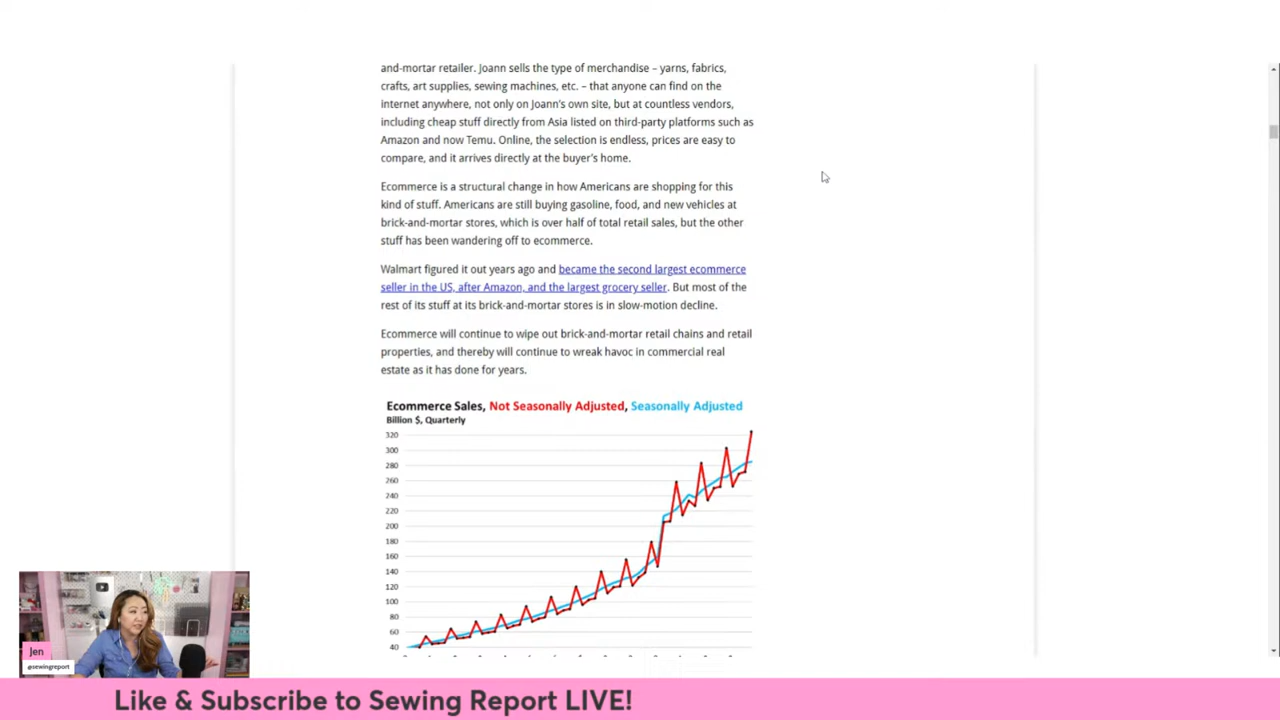 and-mortar retailer. Joann sells the type of merchandise – yarns, fabrics,
crafts, art supplies, sewing machines, etc. – that anyone can find on the
internet anywhere, not only on Joann's own site, but at countless vendors,
including cheap stuff directly from Asia listed on third-party platforms such as
Amazon and now Temu. Online, the selection is endless, prices are easy to
compare, and it arrives directly at the buyer's home.
Ecommerce is a structural change in how Americans are shopping for this
kind of stuff. Americans are still buying gasoline, food, and new vehicles at
brick-and-mortar stores, which is over half of total retail sales, but the other
stuff has been wandering off to ecommerce.
Walmart figured it out years ago and became the second largest ecommerce
seller in the US, after Amazon, and the largest grocery seller. But most of the
rest of its stuff at its brick-and-mortar stores is in slow-motion decline.
Ecommerce will continue to wipe out brick-and-mortar retail chains and retail
properties, and thereby will continue to wreak havoc in commercial real
estate as it has done for years.
Ecommerce Sales, Not Seasonally Adjusted, Seasonally Adjusted
Billion $, Quarterly
320
300
280
260
240
220
200
180
160
140
120
100
80
60
40
Jen
@sewingreport
Like & Subscribe to Sewing Report LIVE!